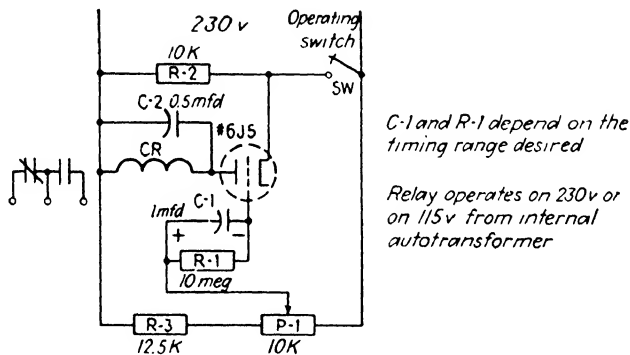 230 v
Operating
switch
10K
R-2
SW
C-2 0.5mfd
#6J5
CR
C-1
1mfd
+ −
R-1
10 meg
R-3
P-1
12.5K
10K
C-1 and R-1 depend on the
timing range desired
Relay operates on 230v or
on 115v from internal
autotransformer